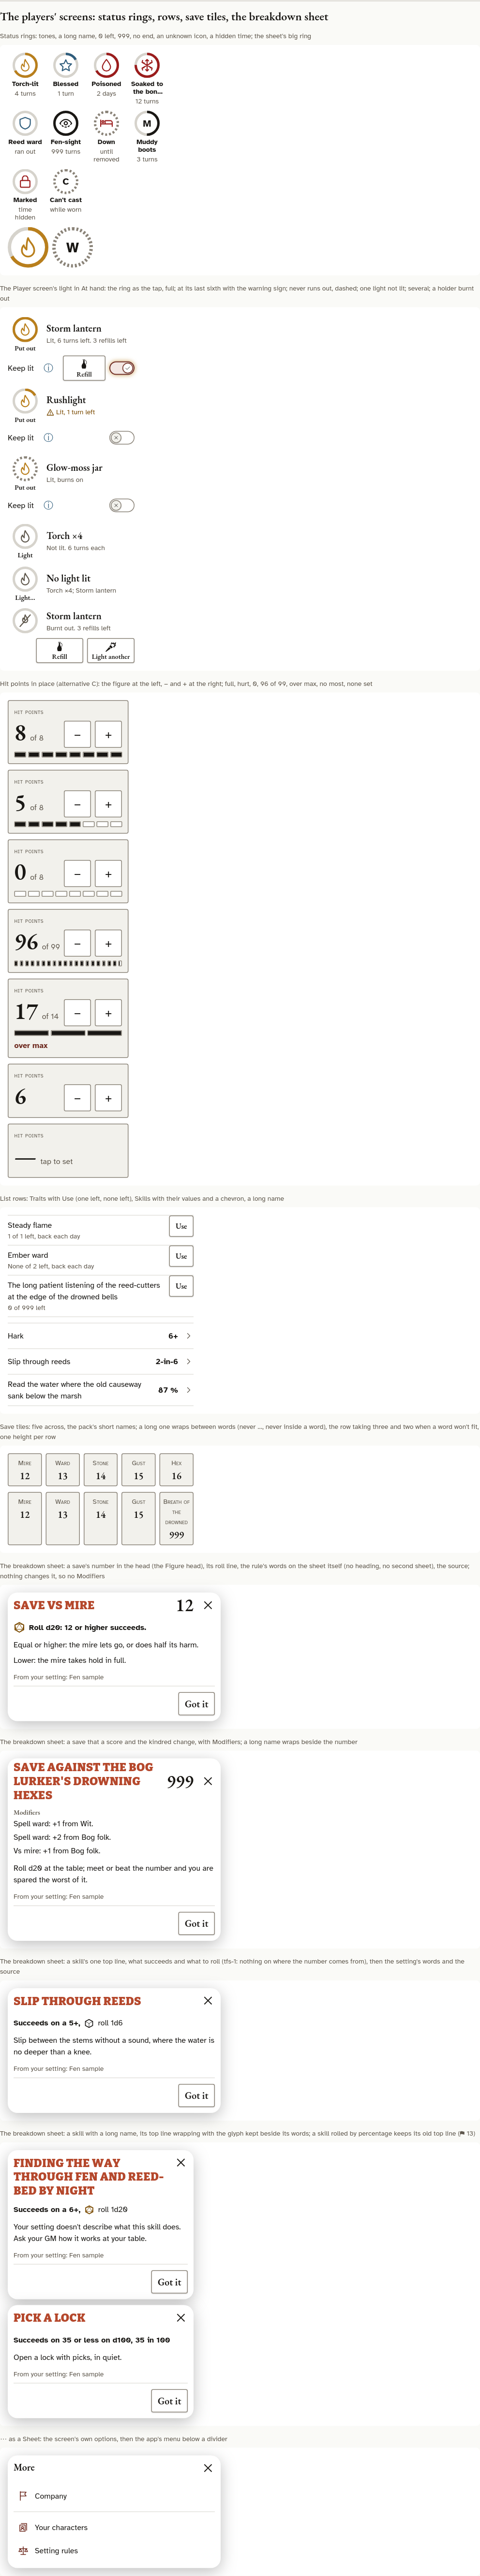 The players' screens: status rings, rows, save tiles, the breakdown sheet
Status rings: tones, a long name, 0 left, 999, no end, an unknown icon, a hidden time; the sheet's big ring
Torch-lit
4 turns
Blessed
1 turn
Poisoned
2 days
Soaked to the bon…
12 turns
Reed ward
ran out
Fen-sight
999 turns
Down
until removed
M
Muddy boots
3 turns
Marked
time hidden
C
Can't cast
while worn
W
The Player screen's light in At hand: the ring as the tap, full; at its last sixth with the warning sign; never runs out, dashed; one light not lit; several; a holder burnt out
Storm lantern
Lit, 6 turns left. 3 refills left
Put out
Keep lit
Refill
Rushlight
Lit, 1 turn left
Put out
Keep lit
Glow-moss jar
Lit, burns on
Put out
Keep lit
Torch ×4
Not lit. 6 turns each
Light
No light lit
Torch ×4; Storm lantern
Light…
Storm lantern
Burnt out. 3 refills left
Refill
Light another
Hit points in place (alternative C): the figure at the left, − and + at the right; full, hurt, 0, 96 of 99, over max, no most, none set
HIT POINTS
8 of 8
− +
HIT POINTS
5 of 8
− +
HIT POINTS
0 of 8
− +
HIT POINTS
96 of 99
− +
HIT POINTS
17 of 14
− +
over max
HIT POINTS
6
− +
HIT POINTS
tap to set
List rows: Traits with Use (one left, none left), Skills with their values and a chevron, a long name
Steady flame
1 of 1 left, back each day
Use
Ember ward
None of 2 left, back each day
Use
The long patient listening of the reed-cutters
at the edge of the drowned bells
0 of 999 left
Use
Hark 6+
Slip through reeds 2-in-6
Read the water where the old causeway
sank below the marsh
87 %
Save tiles: five across, the pack's short names; a long one wraps between words (never …, never inside a word), the row taking three and two when a word won't fit, one height per row
Mire Ward Stone Gust Hex
12 13 14 15 16
Mire Ward Stone Gust Breath of the drowned
12 13 14 15 999
The breakdown sheet: a save's number in the head (the Figure head), its roll line, the rule's words on the sheet itself (no heading, no second sheet), the source; nothing changes it, so no Modifiers
SAVE VS MIRE 12
Roll d20: 12 or higher succeeds.
Equal or higher: the mire lets go, or does half its harm.
Lower: the mire takes hold in full.
From your setting: Fen sample
Got it
The breakdown sheet: a save that a score and the kindred change, with Modifiers; a long name wraps beside the number
SAVE AGAINST THE BOG
LURKER'S DROWNING
HEXES
999
Modifiers
Spell ward: +1 from Wit.
Spell ward: +2 from Bog folk.
Vs mire: +1 from Bog folk.
Roll d20 at the table; meet or beat the number and you are
spared the worst of it.
From your setting: Fen sample
Got it
The breakdown sheet: a skill's one top line, what succeeds and what to roll (tfs-1: nothing on where the number comes from), then the setting's words and the source
SLIP THROUGH REEDS
Succeeds on a 5+, roll 1d6
Slip between the stems without a sound, where the water is
no deeper than a knee.
From your setting: Fen sample
Got it
The breakdown sheet: a skill with a long name, its top line wrapping with the glyph kept beside its words; a skill rolled by percentage keeps its old top line (⚑ 13)
FINDING THE WAY
THROUGH FEN AND REED-
BED BY NIGHT
Succeeds on a 6+, roll 1d20
Your setting doesn't describe what this skill does.
Ask your GM how it works at your table.
From your setting: Fen sample
Got it
PICK A LOCK
Succeeds on 35 or less on d100, 35 in 100
Open a lock with picks, in quiet.
From your setting: Fen sample
Got it
⋯ as a Sheet: the screen's own options, then the app's menu below a divider
More
Company
Your characters
Setting rules